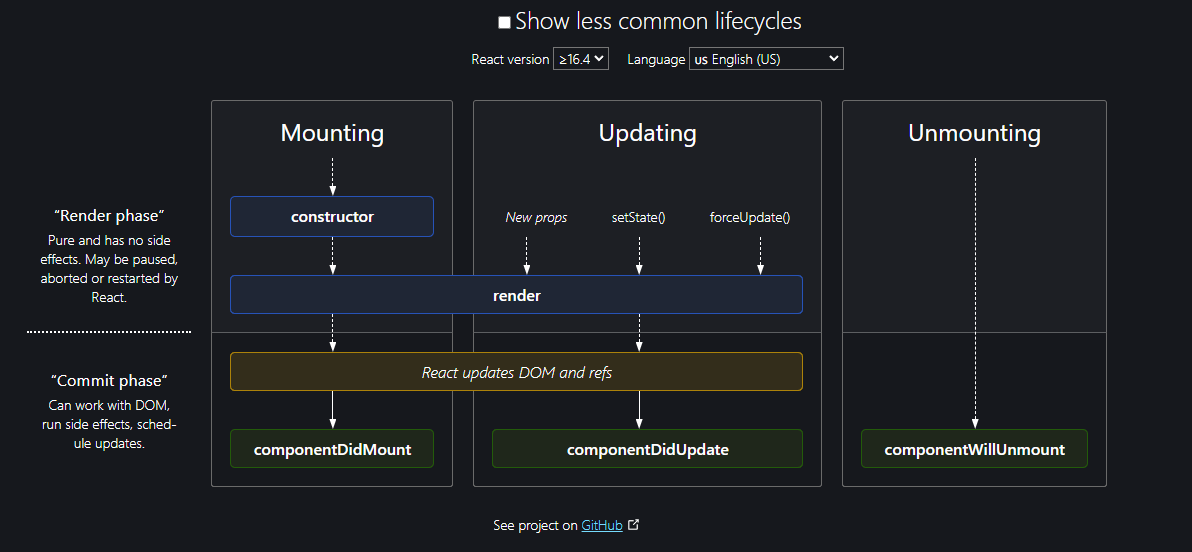 Show less common lifecycles
React version ≥16.4 Language us English (US)
Mounting
Updating
Unmounting
“Render phase”
Pure and has no side
effects. May be paused,
aborted or restarted by
React.
constructor
New props
setState()
forceUpdate()
render
“Commit phase”
Can work with DOM,
run side effects, sched-
ule updates.
React updates DOM and refs
componentDidMount
componentDidUpdate
componentWillUnmount
See project on GitHub